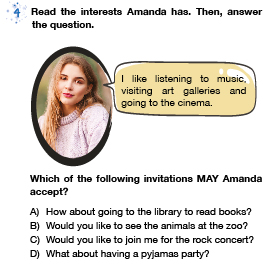 4 Read the interests Amanda has. Then, answer
the question.
I like listening to music,
visiting art galleries and
going to the cinema.
Which of the following invitations MAY Amanda
accept?
A) How about going to the library to read books?
B) Would you like to see the animals at the zoo?
C) Would you like to join me for the rock concert?
D) What about having a pyjamas party?